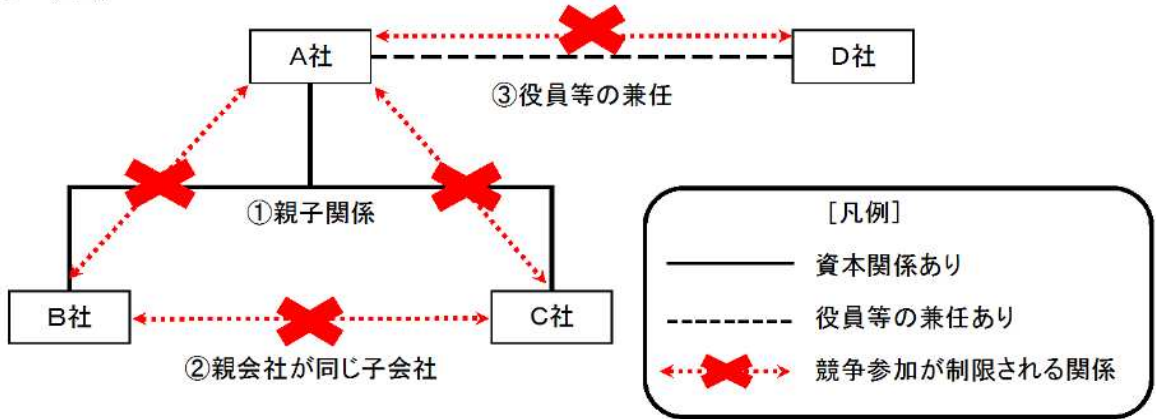 A社
D社
③役員等の兼任
①親子関係
B社
C社
②親会社が同じ子会社
[凡例]
資本関係あり
役員等の兼任あり
競争参加が制限される関係